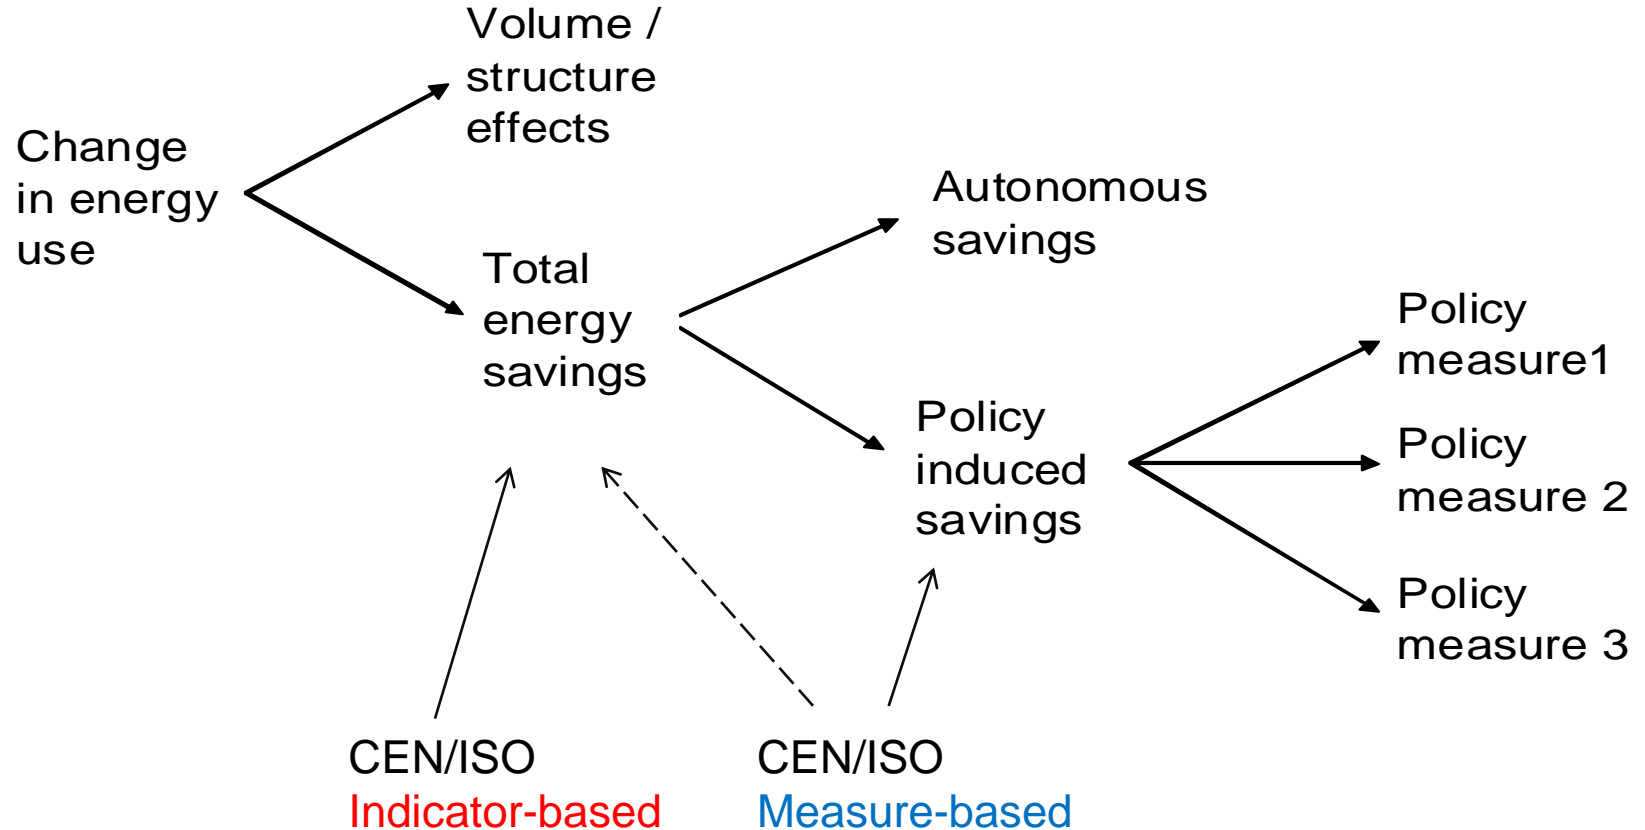 Volume /
structure
effects
Change
in energy
use
Autonomous
savings
Total
energy
savings
Policy
measure1
Policy
induced
savings
Policy
measure 2
Policy
measure 3
CEN/ISO
Indicator-based
CEN/ISO
Measure-based